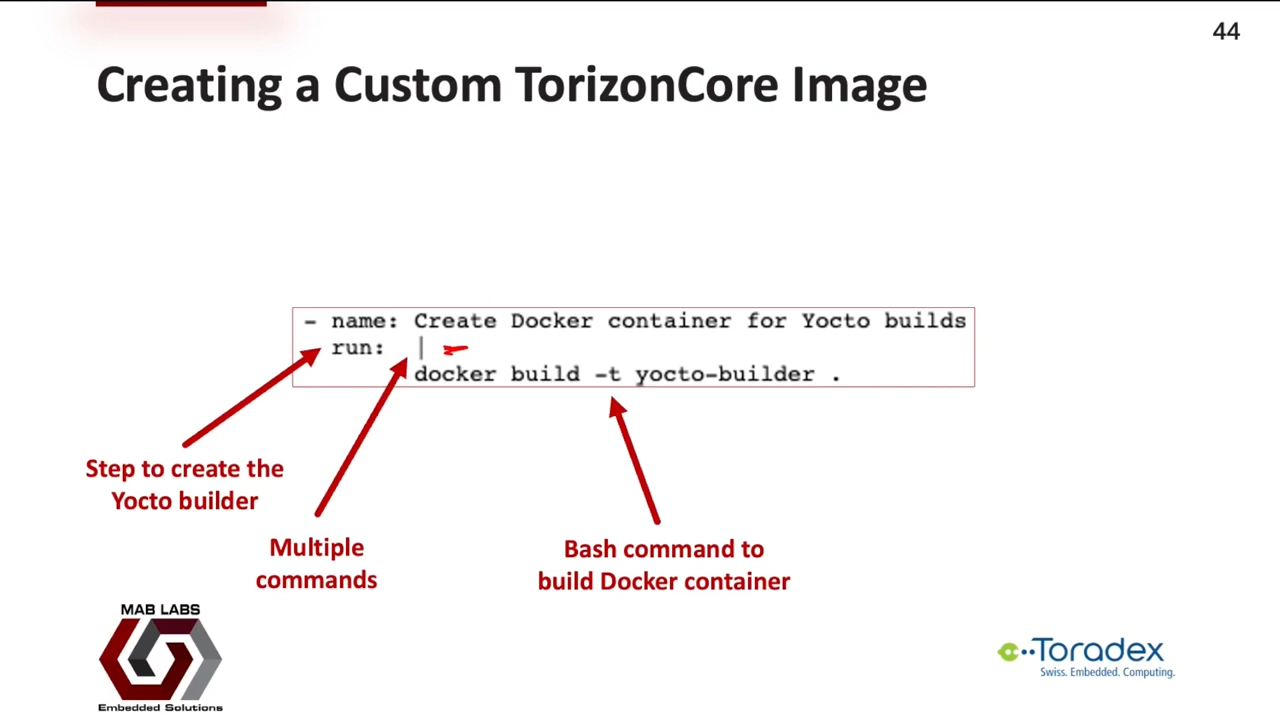 44
Creating a Custom TorizonCore Image
- name: Create Docker container for Yocto builds
run: |
docker build -t yocto-builder .
Step to create the
Yocto builder
Multiple
commands
Bash command to
build Docker container
MAB LABS
Embedded Solutions
Toradex
Swiss. Embedded. Computing.